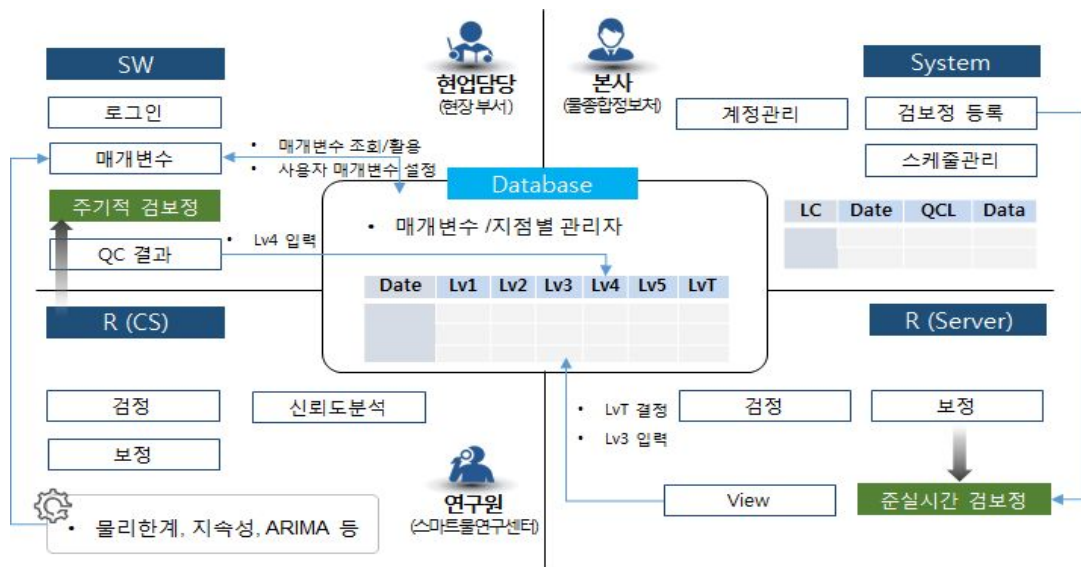 SW
로그인
매개변수
주기적 검보정
QC 결과
• 매개변수 조회/활용
• 사용자 매개변수 설정
• Lv4 입력
현업담당
(현장 부서)
본사
(물종합정보처)
System
계정관리
검보정 등록
스케줄관리
LC Date QCL Data
Database
• 매개변수 /지점별 관리자
Date Lv1 Lv2 Lv3 Lv4 Lv5 LvT
R (CS)
검정
신뢰도분석
보정
• 물리한계, 지속성, ARIMA 등
연구원
(스마트물연구센터)
R (Server)
• LvT 결정
• Lv3 입력
검정
보정
View
준실시간 검보정